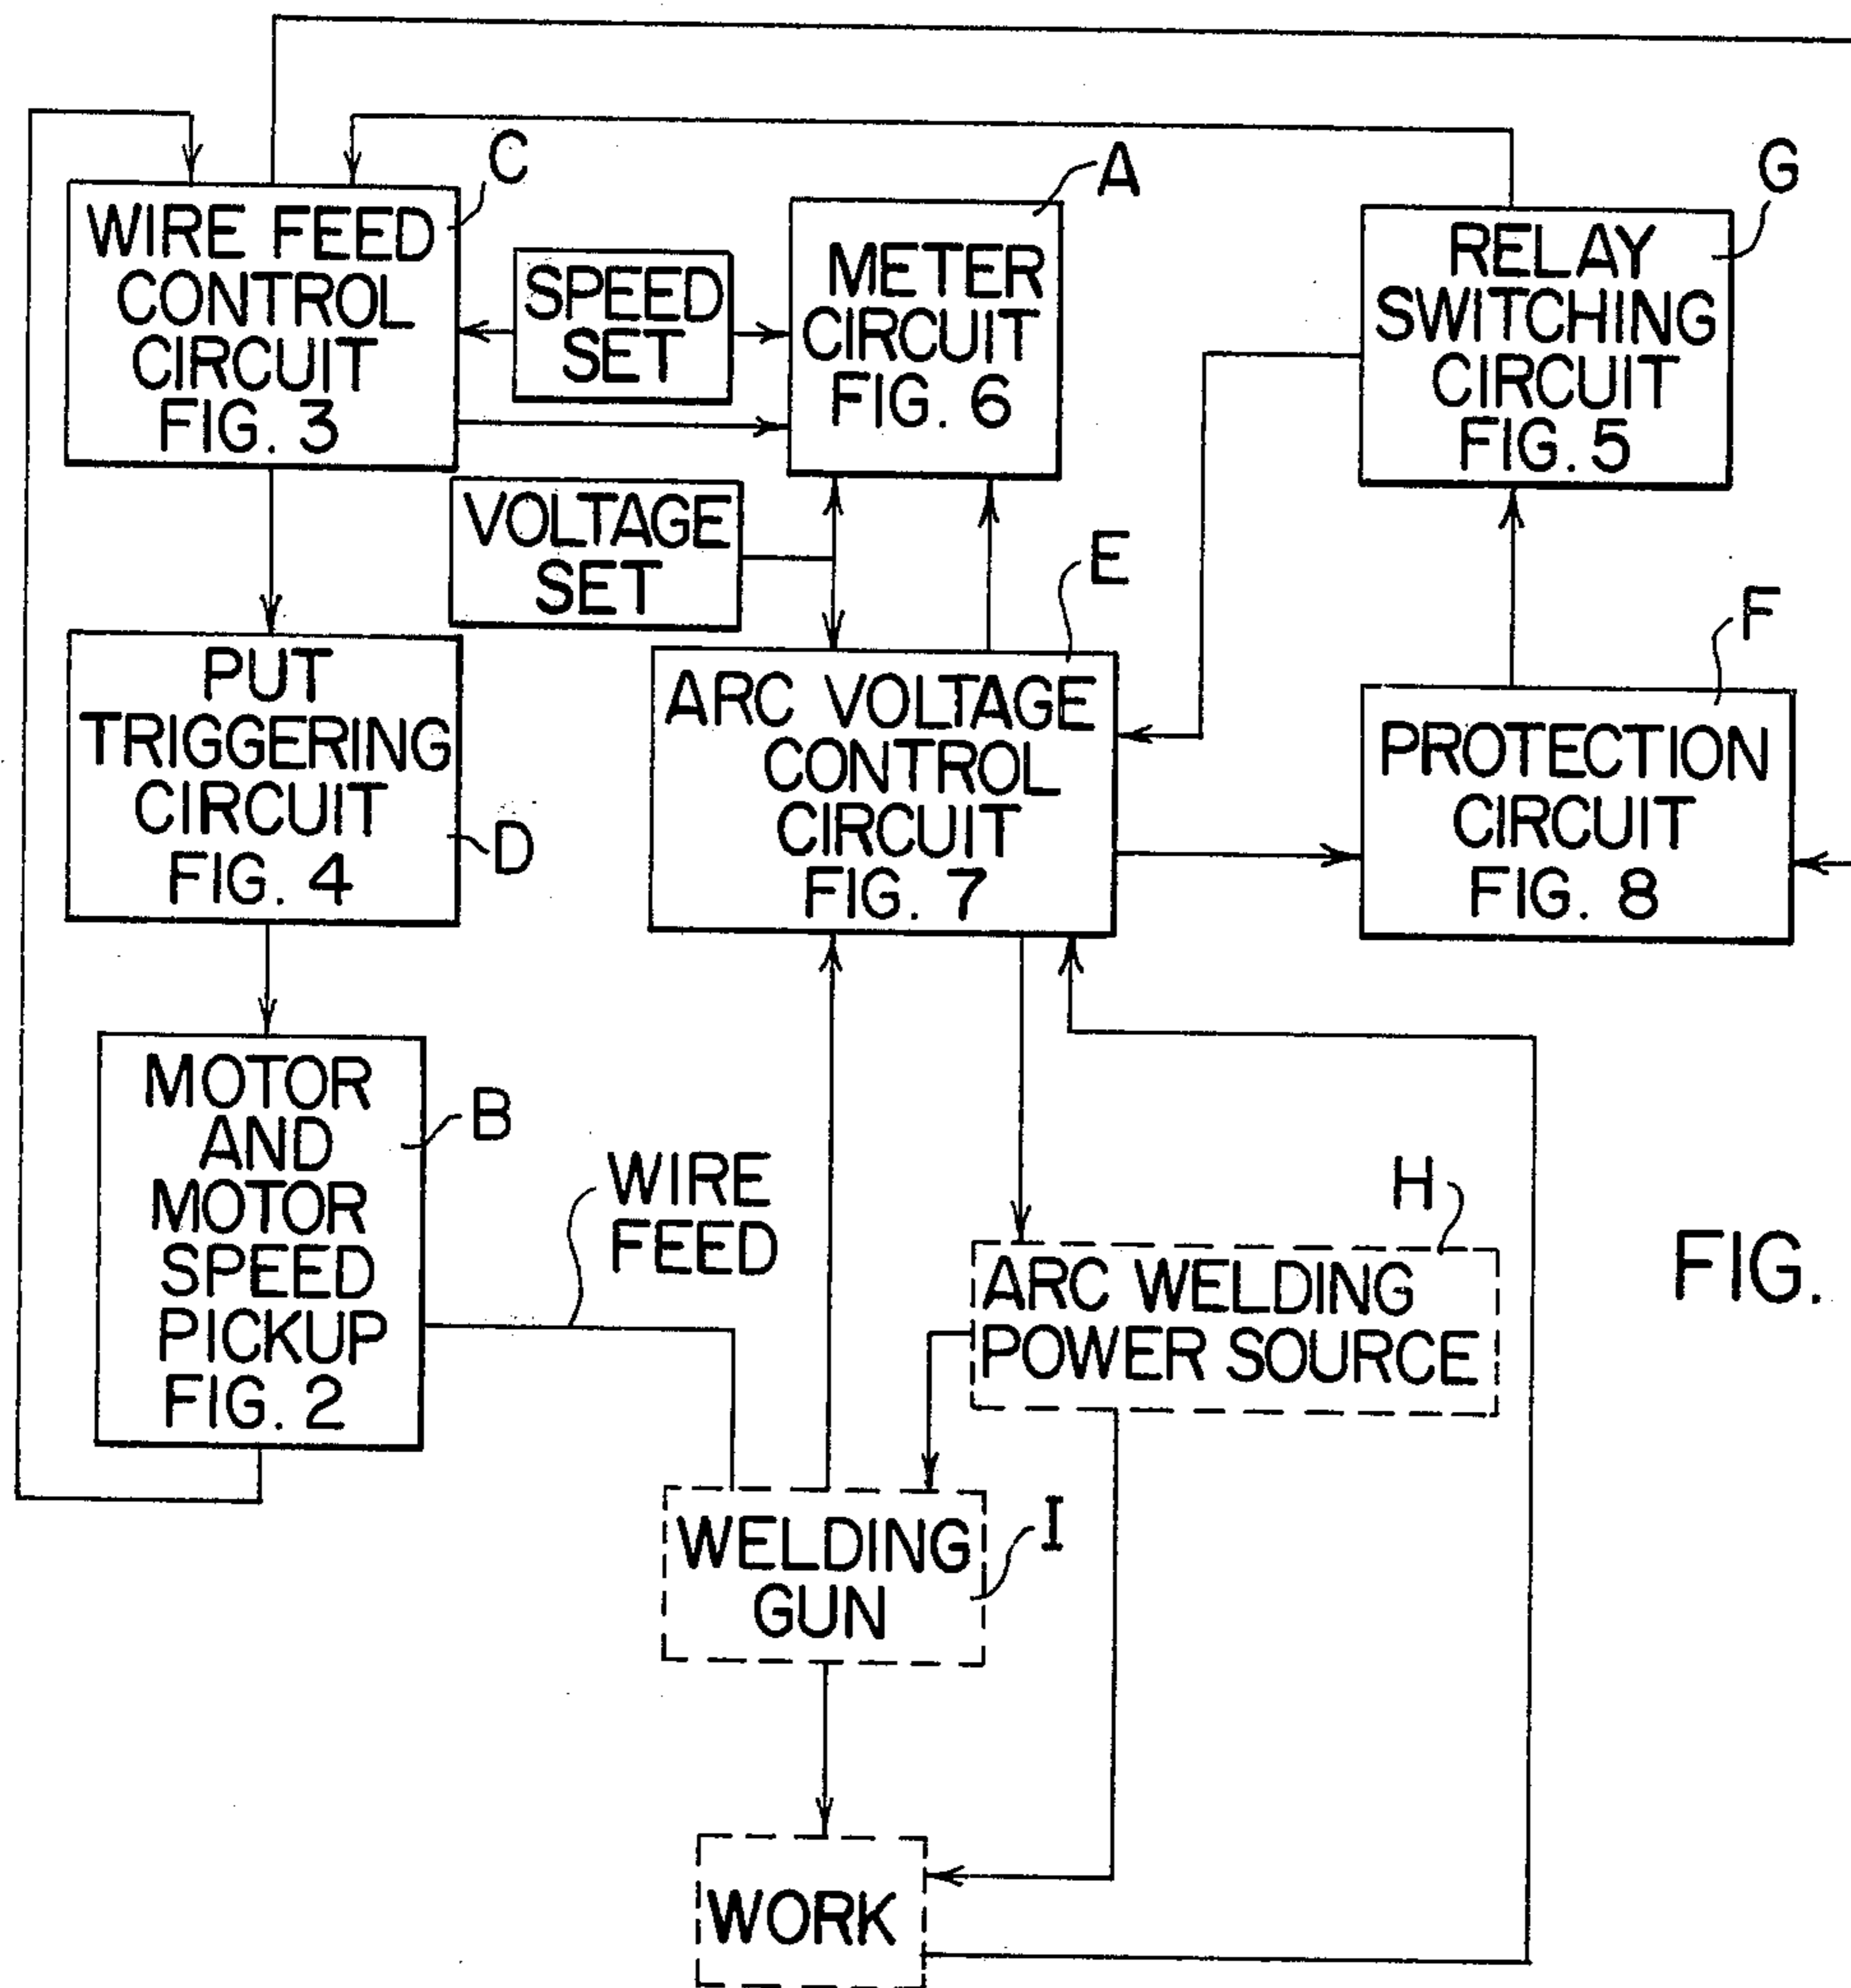 C
WIRE FEED
CONTROL
CIRCUIT
FIG. 3
SPEED
SET
A
METER
CIRCUIT
FIG. 6
G
RELAY
SWITCHING
CIRCUIT
FIG. 5
VOLTAGE
SET
E
PUT
TRIGGERING
CIRCUIT
FIG. 4
D
ARC VOLTAGE
CONTROL
CIRCUIT
FIG. 7
F
PROTECTION
CIRCUIT
FIG. 8
MOTOR
AND
MOTOR
SPEED
PICKUP
FIG. 2
B
WIRE
FEED
H
ARC WELDING
POWER SOURCE
FIG.
WELDING
GUN
I
WORK